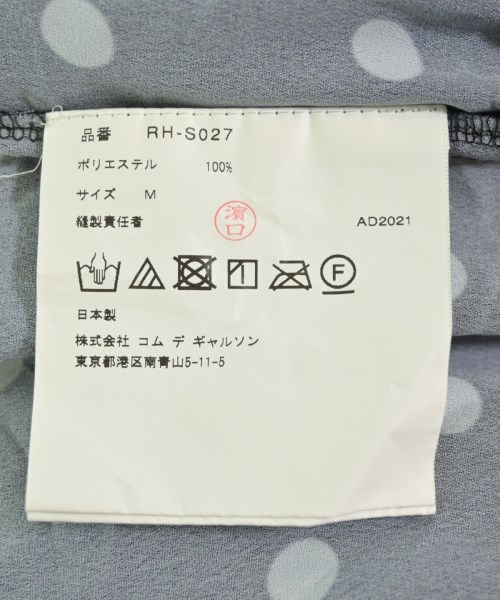 品番 RH-S027
ポリエステル 100%
サイズ M
縫製責任者 濱口 AD2021
F
日本製
株式会社 コム デ ギャルソン
東京都港区南青山5-11-5